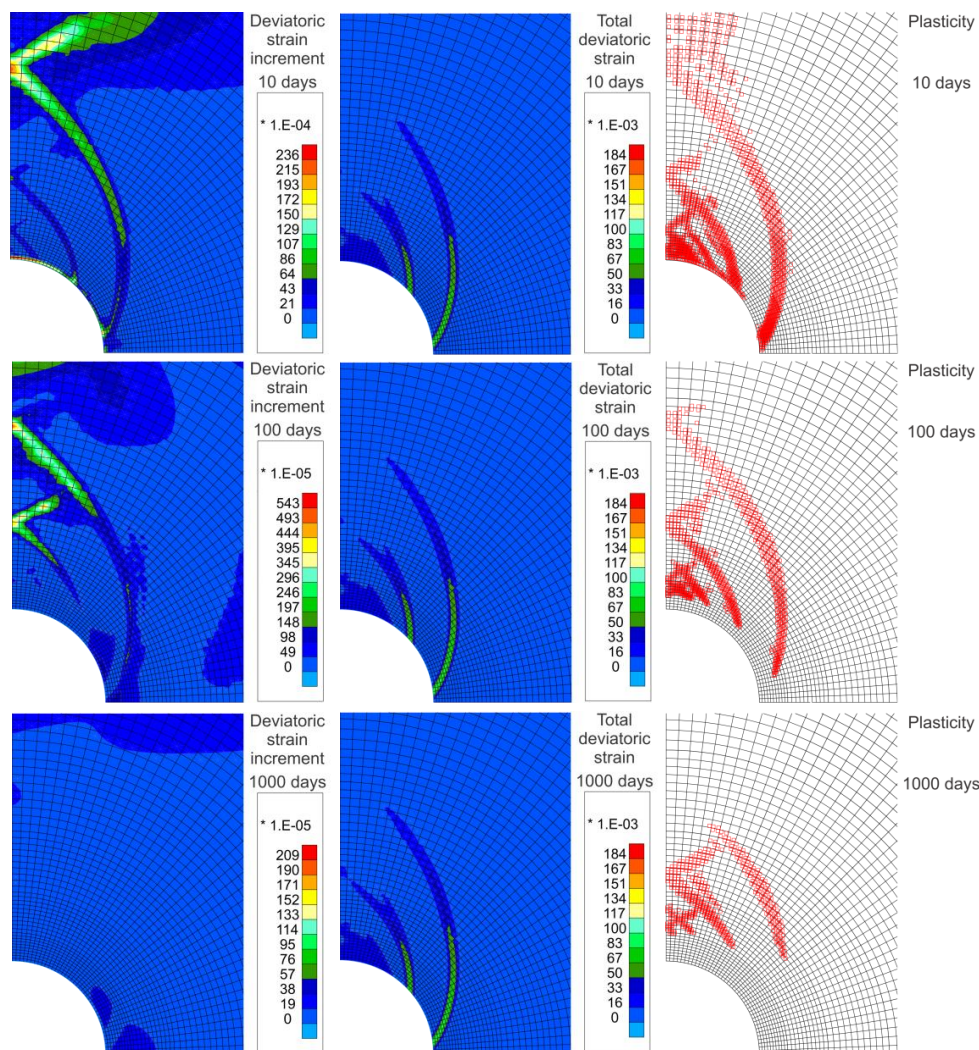 Deviatoric
strain
increment
10 days
* 1.E-04
236
215
193
172
150
129
107
86
64
43
21
0
Total
deviatoric
strain
10 days
* 1.E-03
184
167
151
134
117
100
83
67
50
33
16
0
Plasticity
10 days
Deviatoric
strain
increment
100 days
* 1.E-05
543
493
444
395
345
296
246
197
148
98
49
0
Total
deviatoric
strain
100 days
* 1.E-03
184
167
151
134
117
100
83
67
50
33
16
0
Plasticity
100 days
Deviatoric
strain
increment
1000 days
* 1.E-05
209
190
171
152
133
114
95
76
57
38
19
0
Total
deviatoric
strain
1000 days
* 1.E-03
184
167
151
134
117
100
83
67
50
33
16
0
Plasticity
1000 days